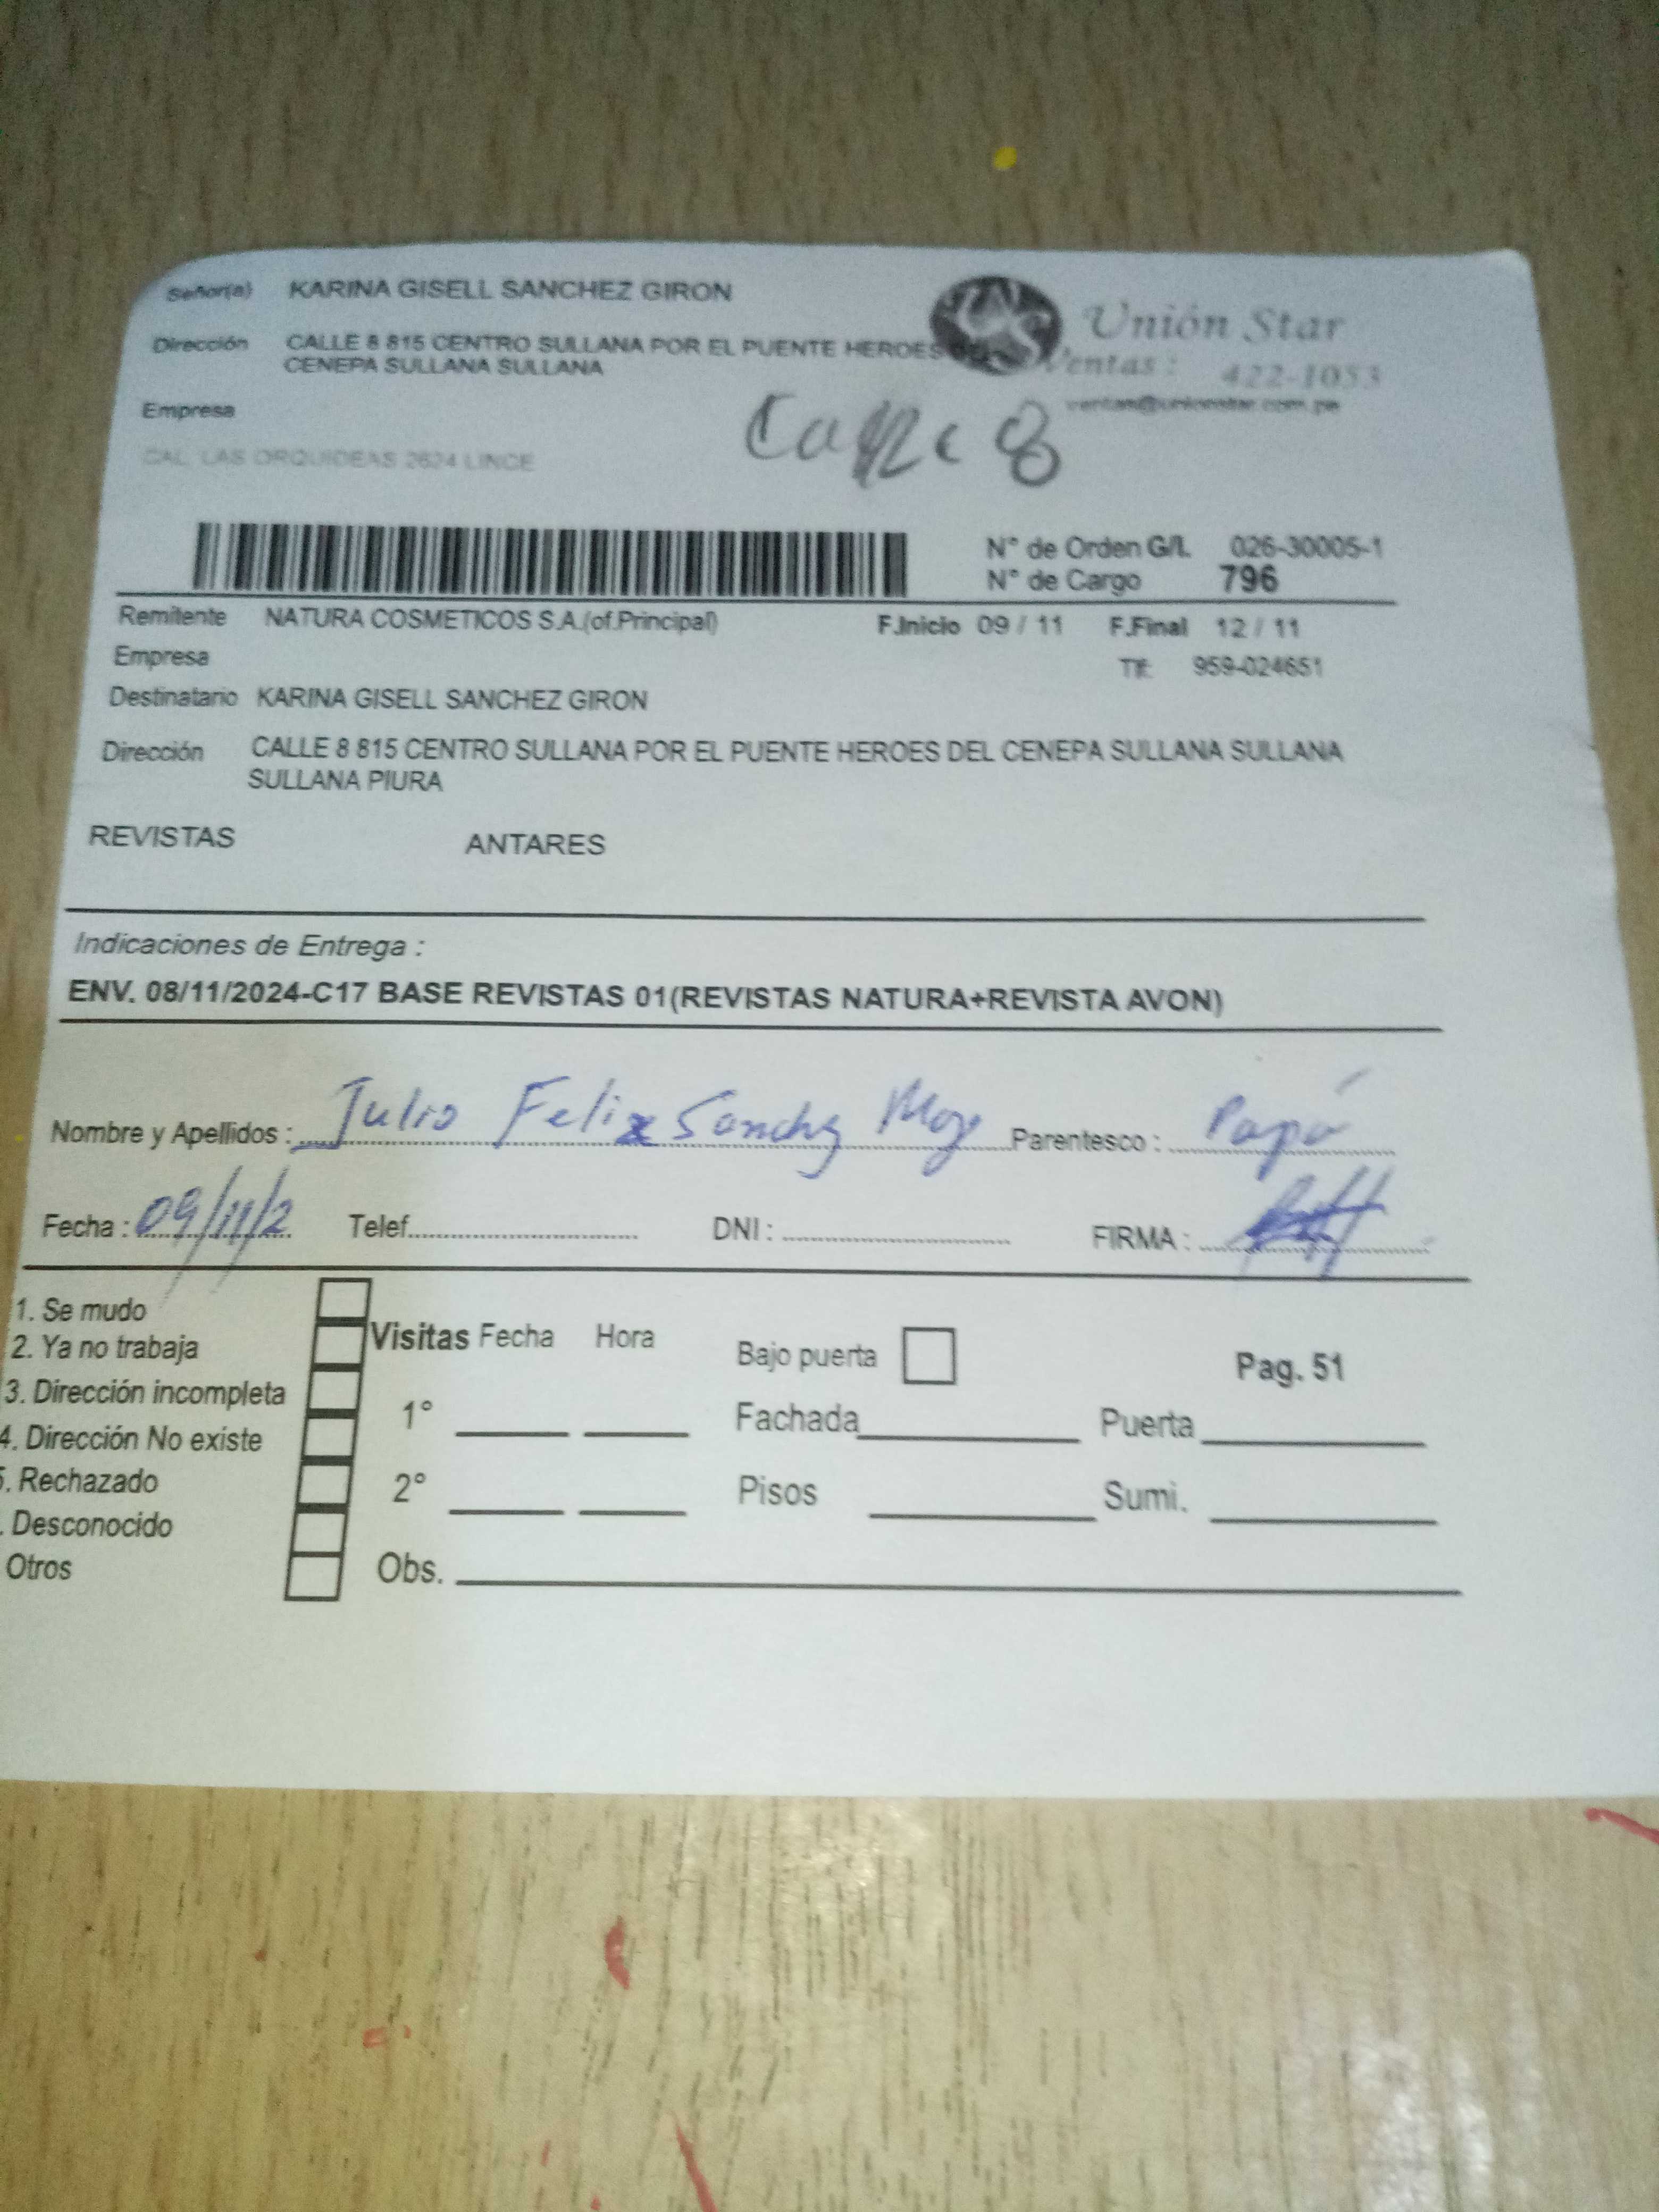 Señor(a) KARINA GISELL SANCHEZ GIRON
Unión Star
Dirección CALLE 8 815 CENTRO SULLANA POR EL PUENTE HEROES
CENEPA SULLANA SULLANA
Ventas : 422-1053
ventas@unionstar.com.pe
Empresa
Calle 8
CAL. LAS ORQUIDEAS 2624 LINCE
N° de Orden G/I. 026-30005-1
N° de Cargo 796
Remitente NATURA COSMETICOS S.A.(of.Principal) F.Inicio 09 / 11 F.Final 12 / 11
Empresa Tlf: 959-024651
Destinatario KARINA GISELL SANCHEZ GIRON
Dirección CALLE 8 815 CENTRO SULLANA POR EL PUENTE HEROES DEL CENEPA SULLANA SULLANA
SULLANA PIURA
REVISTAS ANTARES
Indicaciones de Entrega :
ENV. 08/11/2024-C17 BASE REVISTAS 01(REVISTAS NATURA+REVISTA AVON)
Nombre y Apellidos : Julio Felix Sanchz Parentesco : Papá
Fecha : 09/11/2 Telef. DNI : FIRMA :
1. Se mudo
2. Ya no trabaja
3. Dirección incompleta
4. Dirección No existe
5. Rechazado
. Desconocido
Otros
Visitas Fecha Hora
1°
2°
Obs.
Bajo puerta Pag. 51
Fachada Puerta
Pisos Sumi.